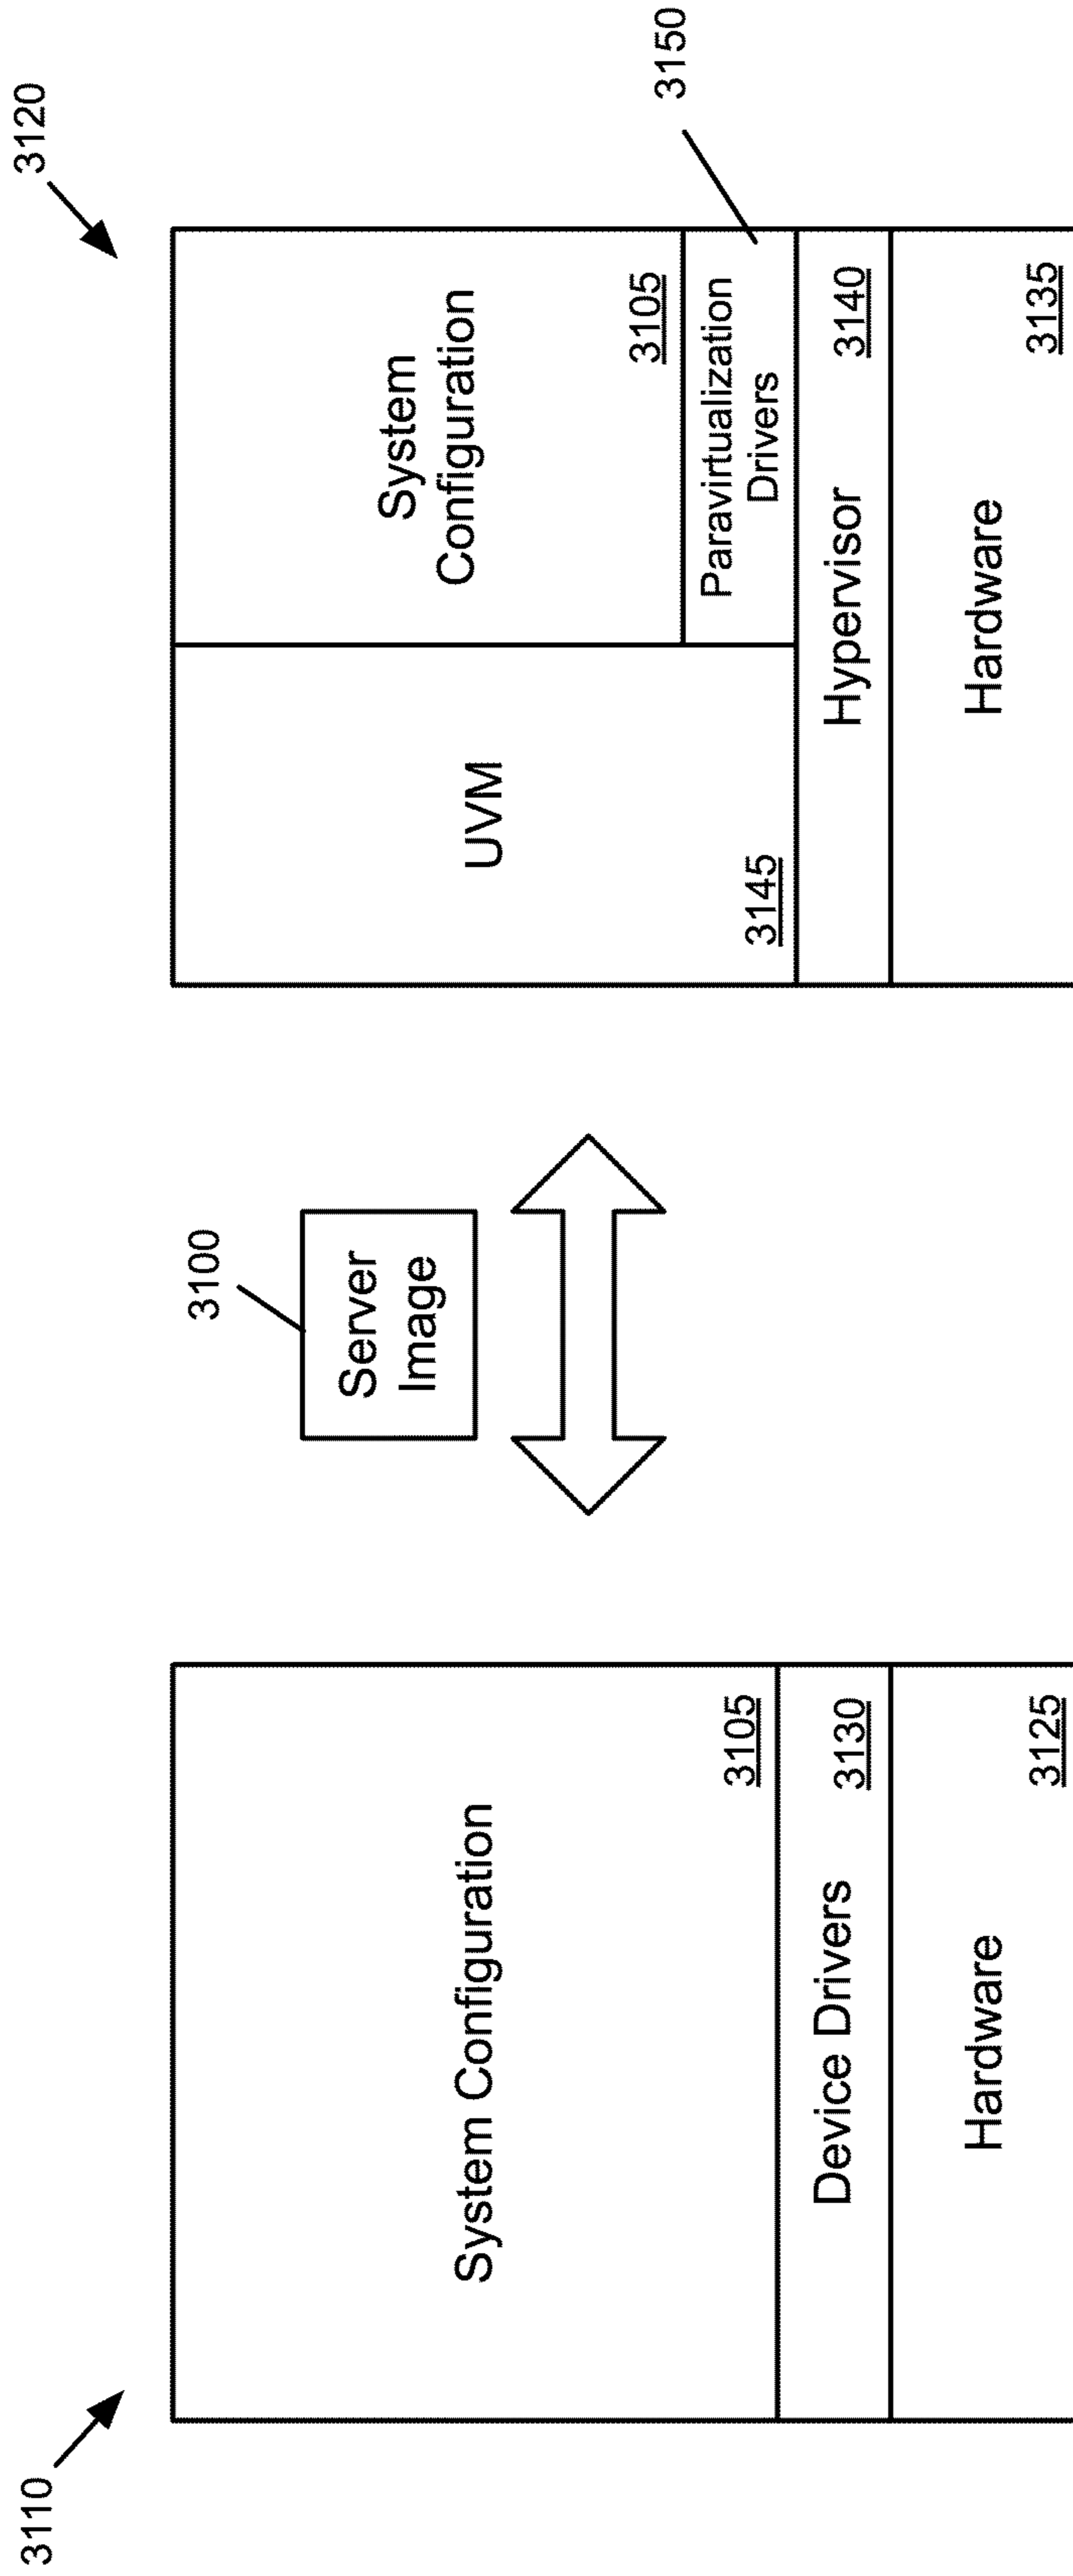 3110
System Configuration
3105
Device Drivers
3130
Hardware
3125
3100
Server
Image
3120
UVM
3145
System
Configuration
3105
Paravirtualization
Drivers
3150
Hypervisor
3140
Hardware
3135